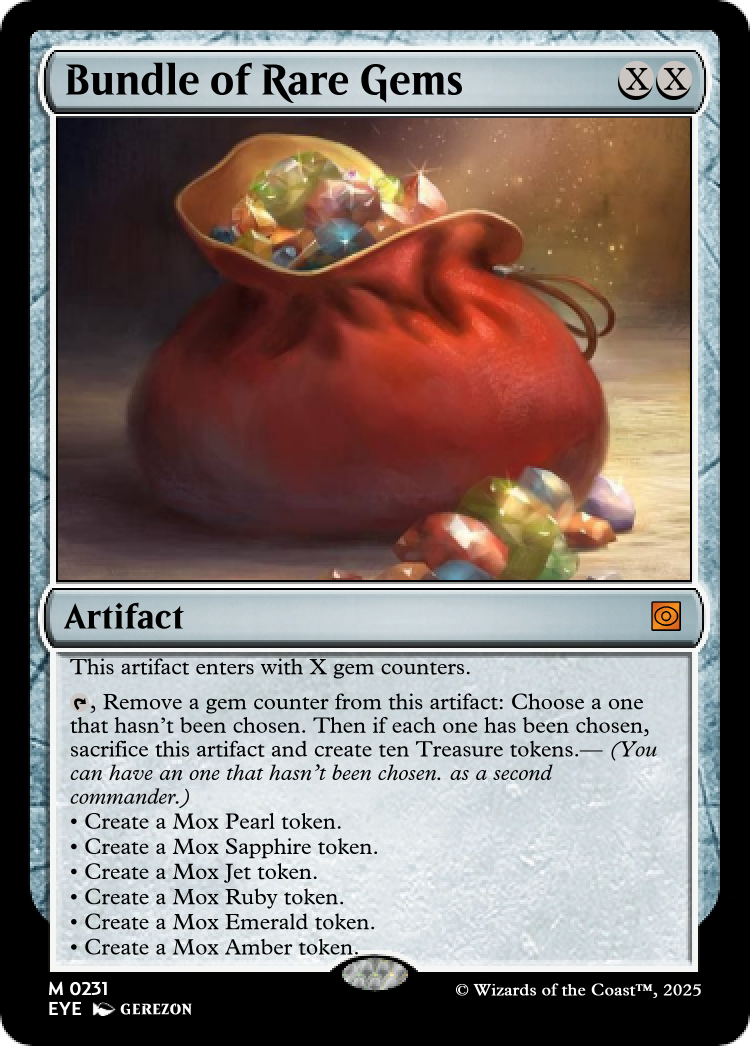 Bundle of Rare Gems XX
Artifact
This artifact enters with X gem counters.
, Remove a gem counter from this artifact: Choose a one
that hasn't been chosen. Then if each one has been chosen,
sacrifice this artifact and create ten Treasure tokens.— (You
can have an one that hasn't been chosen. as a second
commander.)
• Create a Mox Pearl token.
• Create a Mox Sapphire token.
• Create a Mox Jet token.
• Create a Mox Ruby token.
• Create a Mox Emerald token.
• Create a Mox Amber token.
M 0231
EYE GEREZON
© Wizards of the Coast™, 2025